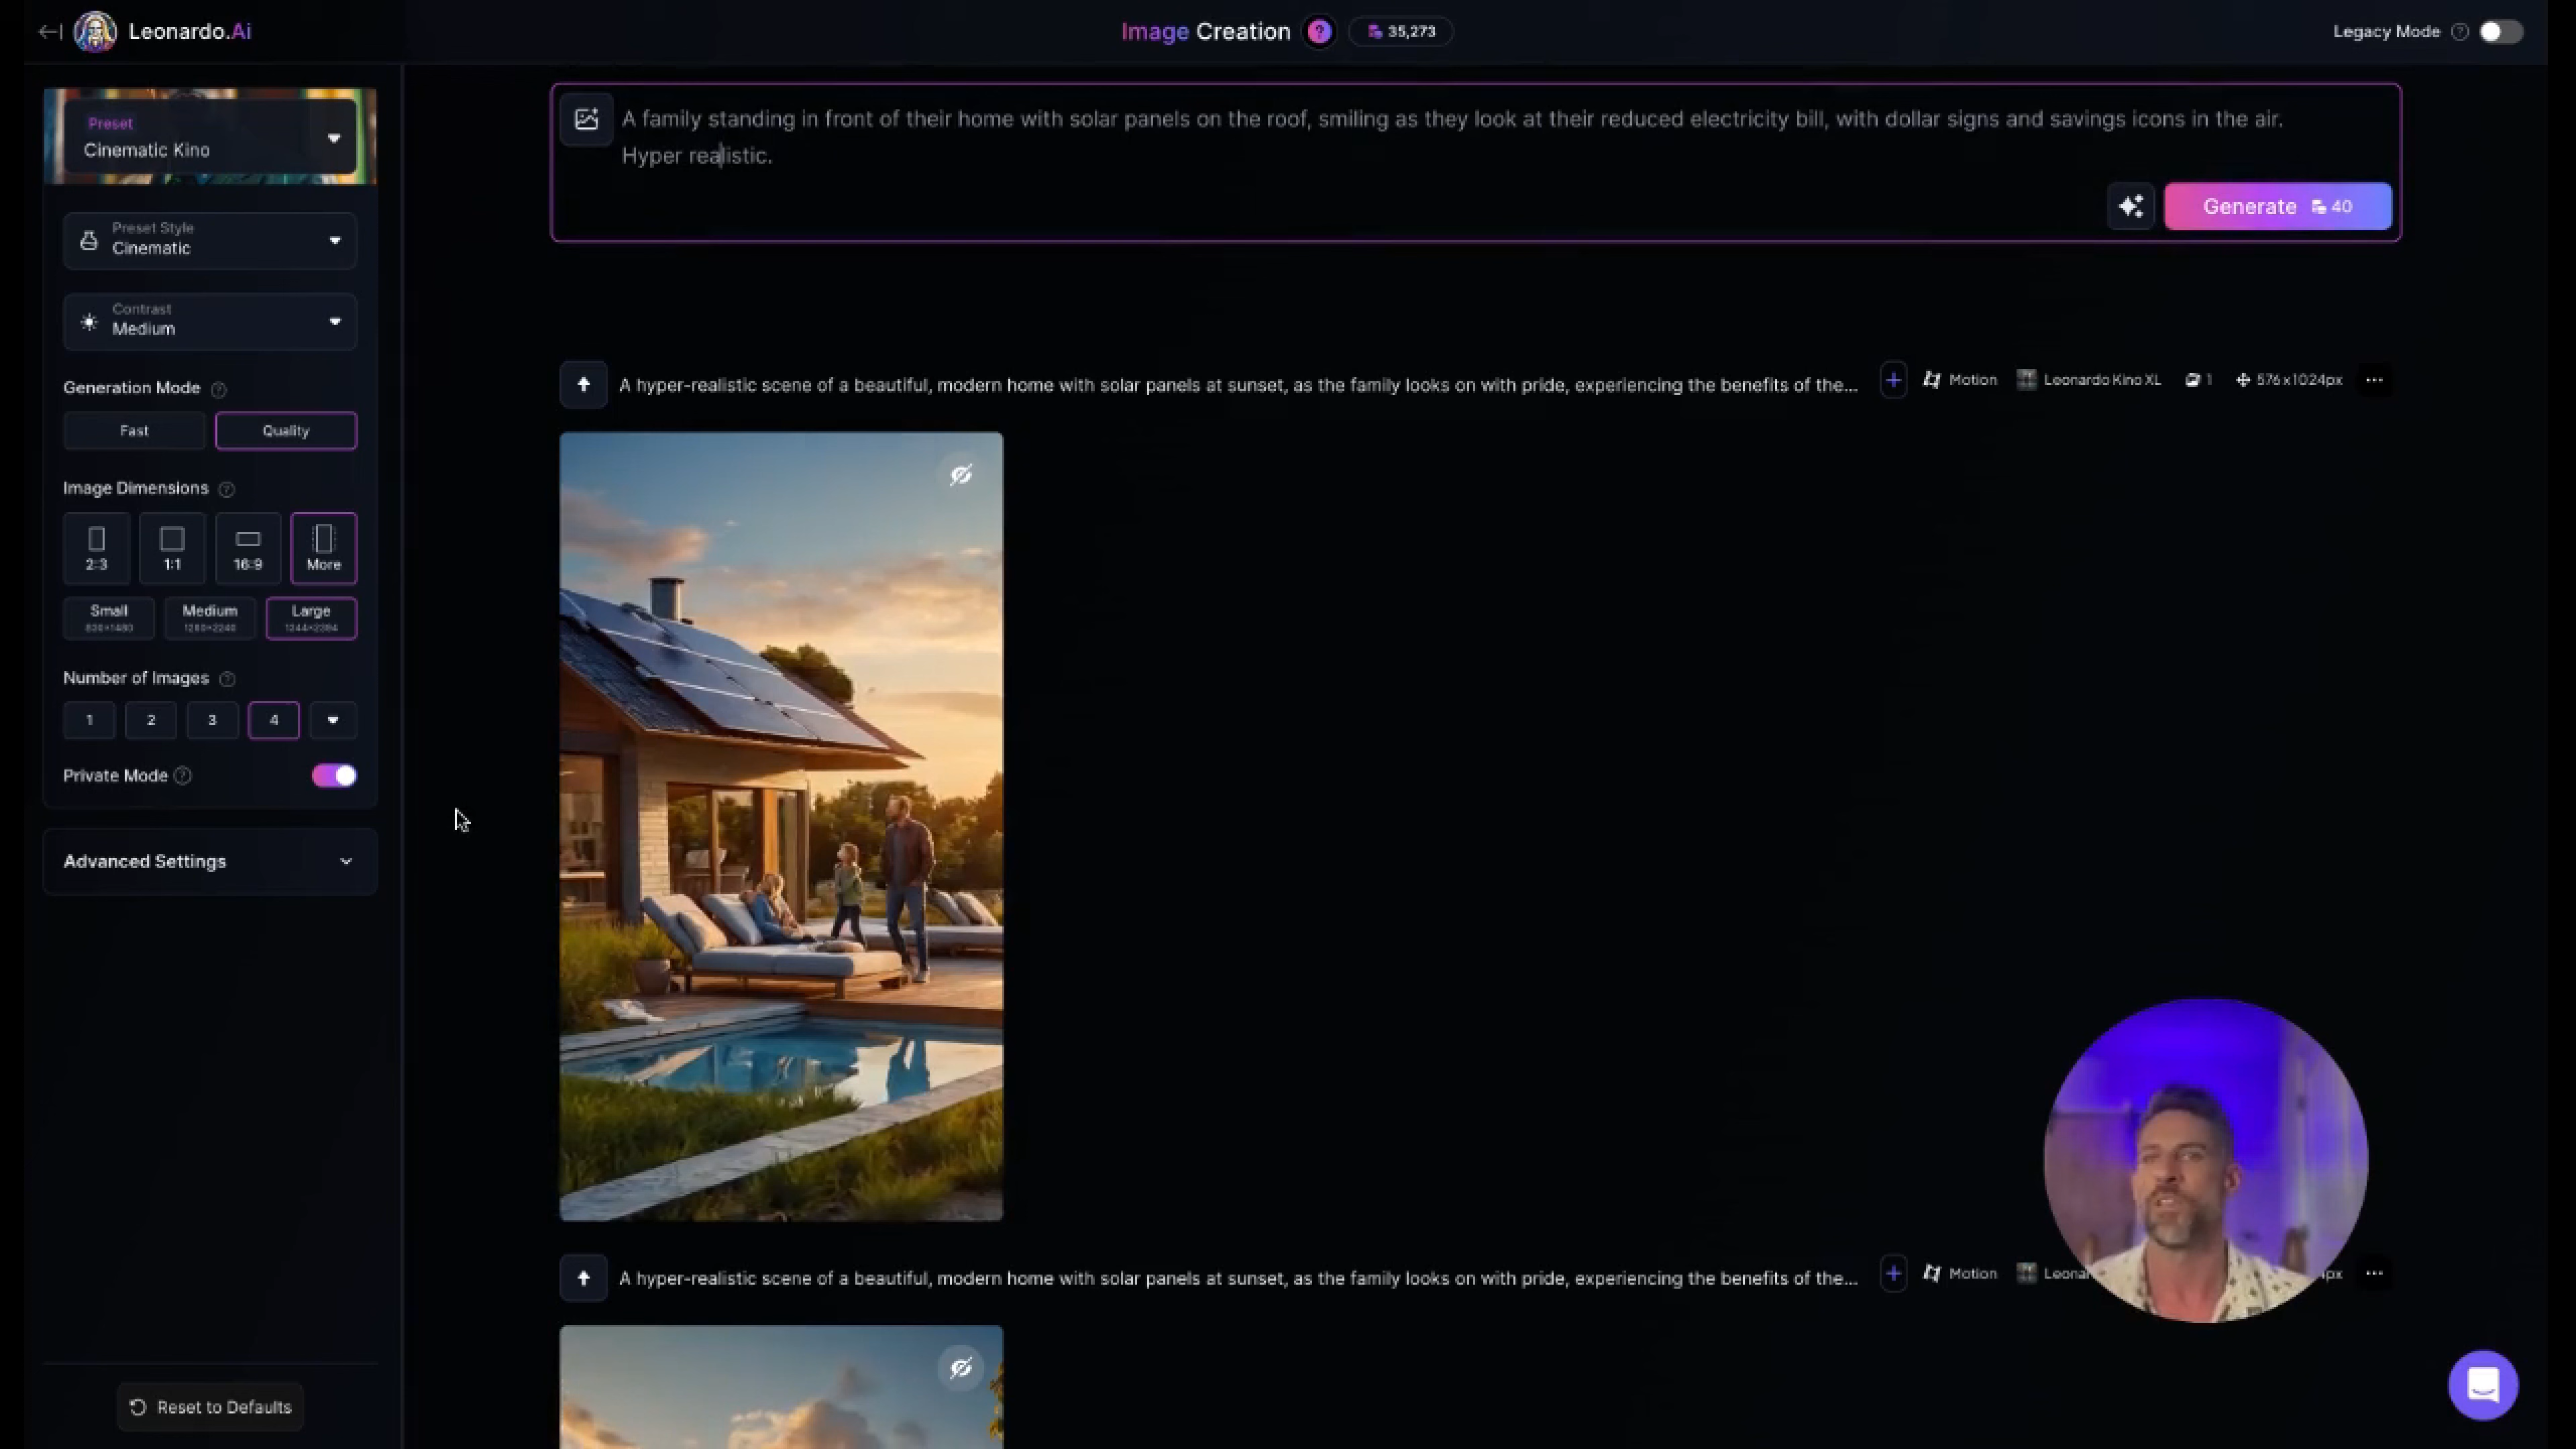 Leonardo.Ai
Image Creation
35,273
Legacy Mode
Preset
Cinematic Kino
A family standing in front of their home with solar panels on the roof, smiling as they look at their reduced electricity bill, with dollar signs and savings icons in the air.
Hyper realistic.
Generate 40
Preset Style
Cinematic
Contrast
Medium
Generation Mode
Fast
Quality
Image Dimensions
2:3
1:1
16:9
More
Small
Medium
Large
Number of Images
1
2
3
4
Private Mode
Advanced Settings
Reset to Defaults
A hyper-realistic scene of a beautiful, modern home with solar panels at sunset, as the family looks on with pride, experiencing the benefits of the...
Motion
Leonardo Kino XL
1
576x1024px
A hyper-realistic scene of a beautiful, modern home with solar panels at sunset, as the family looks on with pride, experiencing the benefits of the...
Motion